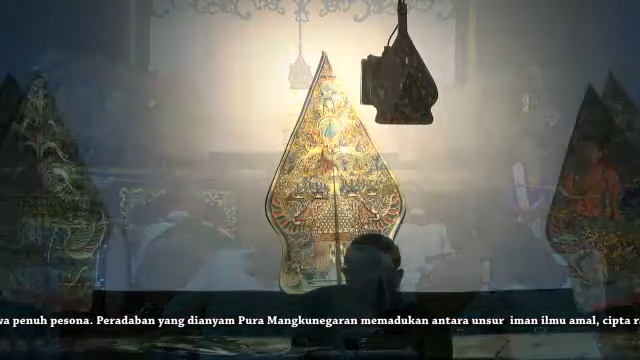 penuh pesona. Peradaban yang dianyam Pura Mangkunegaran memadukan antara unsur iman ilmu amal, cipta